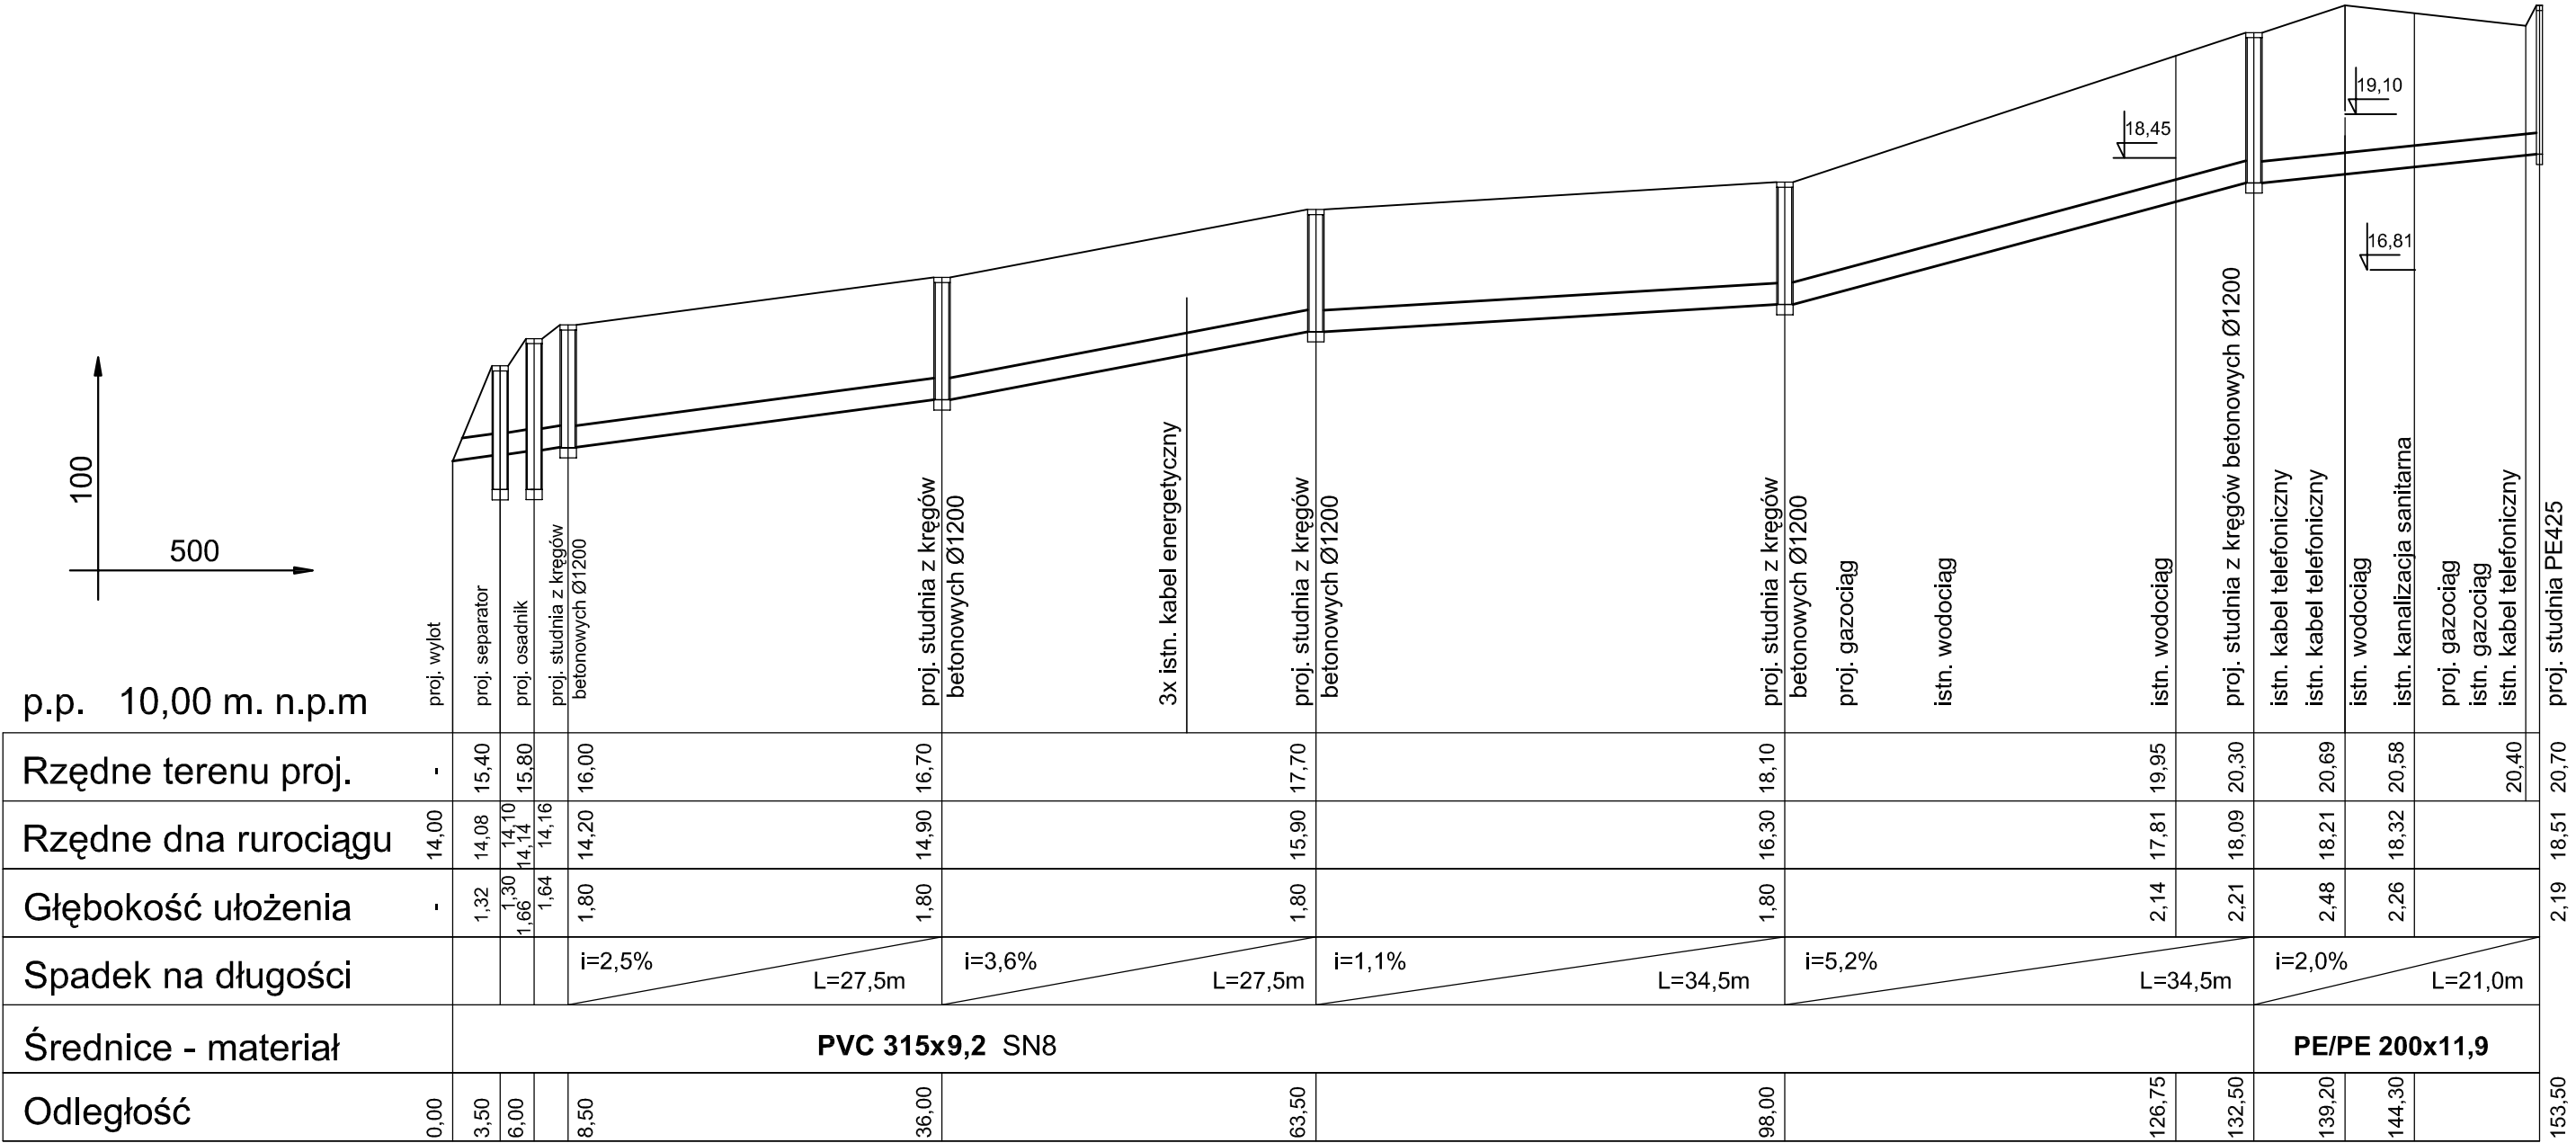 19,10
18,45
16,81
100
500
proj. wylot
proj. separator
proj. osadnik
proj. studnia z kręgów
betonowych Ø1200
proj. studnia z kręgów
betonowych Ø1200
3x istn. kabel energetyczny
proj. studnia z kręgów
betonowych Ø1200
proj. studnia z kręgów
betonowych Ø1200
proj. gazociąg
istn. wodociąg
istn. wodociąg
proj. studnia z kręgów betonowych Ø1200
istn. kabel telefoniczny
istn. kabel telefoniczny
istn. wodociąg
istn. kanalizacja sanitarna
proj. gazociąg
istn. gazociąg
istn. kabel telefoniczny
proj. studnia PE425
p.p. 10,00 m. n.p.m
Rzędne terenu proj. - 15,40 15,80 16,00 16,70 17,70 18,10 19,95 20,30 20,69 20,58 20,40 20,70
Rzędne dna rurociągu 14,00 14,08 14,10 14,14 14,16 14,20 14,90 15,90 16,30 17,81 18,09 18,21 18,32 18,51
Głębokość ułożenia - 1,32 1,30 1,66 1,64 1,80 1,80 1,80 1,80 2,14 2,21 2,48 2,26 2,19
Spadek na długości i=2,5% L=27,5m i=3,6% L=27,5m i=1,1% L=34,5m i=5,2% L=34,5m i=2,0% L=21,0m
Średnice - materiał PVC 315x9,2 SN8 PE/PE 200x11,9
Odległość 0,00 3,50 6,00 8,50 36,00 63,50 98,00 126,75 132,50 139,20 144,30 153,50